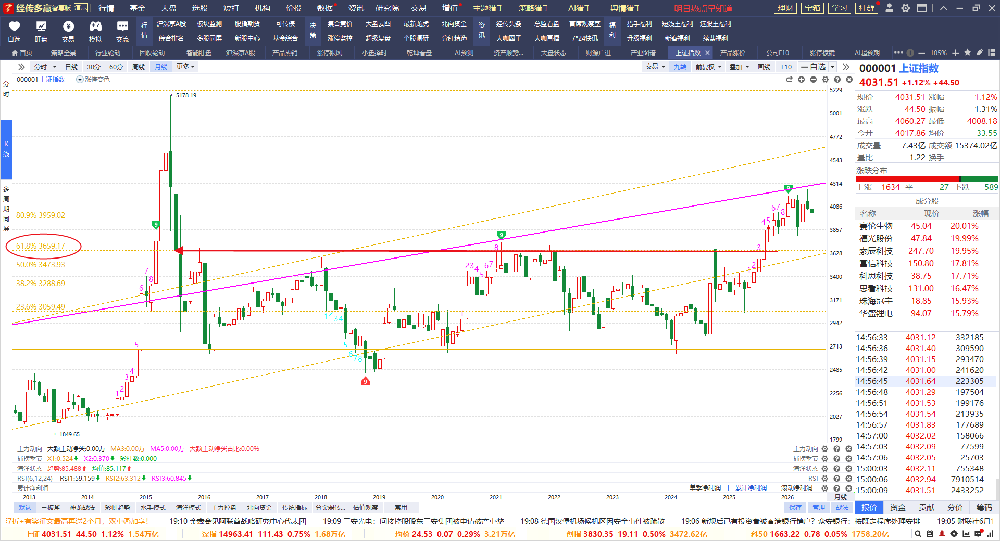 经传多赢 智尊版 演示 行情 基金 大盘 选股 短打 机构 价投 数据 资讯 研究院 交易 增值 主题猎手 策略猎手 AI猎手 舆情猎手 明日热点早知道 理财 宝箱 学习 社群
自选 盯盘 交易 模拟 交流
行情 沪深京A股 板块监测 股指期货 可转债 决策 集合竞价 大盘云图 最新龙虎 北向资金 资讯 经传头条 总监看盘 首席观察室 福利 猎手福利 短线王福利 选股王福利
综合排名 多股同屏 新股中心 基金综合 涨停监控 超级复盘 个股调研 分红精选 大咖圈子 大咖直播 7*24快讯 升级福利 新客福利 续费福利
首页 策略全景 行业轮动 固收轮动 智能盯盘 沪深京A股 产品热销 涨停跟风 小盘择时 乾坤看盘 AI预测 资产顺势... 大盘状态 财源广进 产业图谱 上证指数 产品涨价 公司F10 涨停棱镜 AI超预期 105%
分时 日线 30分 60分 周线 月线 更多 交易 九转 前复权 叠加 画线 F10 自选
000001 上证指数 涨停变色
分时
K线
多周期同屏
5229
5001
4772
4543
4314
4086
3857
3628
3400
3171
2942
2713
2485
2256
2027
1799
5178.19
1849.65
80.9% 3959.02
61.8% 3659.17
50.0% 3473.93
38.2% 3288.69
23.6% 3059.49
1 2 3 4 5 6 7 8 9
1 2 3 4 5 6 7 8 9
1 2 3 4 5 6 7 8 9
1 2 3 4 5 6 7 8 9
主力动向 大额主动净买:0.00万 MA3:0.00万 MA5:0.00万 大额主动净买占比:0.00% 主力动向
捕捞季节 X1:0.524 X2:0.370 彩柱数:0.000 捕捞季节
海洋状态 趋势:85.488 均值:85.117 海洋状态
RSI(6,12,24) RSI1:59.159 RSI2:63.312 RSI3:60.845 RSI
累计净利润 单季净利润 | 累计净利润 | 滚动净利润
2013 2014 2015 2016 2017 2018 2019 2020 2021 2022 2023 2024 2025 2026 月线
默认 三板斧 神龙战法 彩虹趋势 水手模式 海洋模式 主力控盘 北向资金 传统指标 分金弱转... 估值观察 常用 保存 管理 战法
000001 上证指数
4031.51 +1.12% +44.50
现价 4031.51 涨幅 1.12%
涨跌 44.50 振幅 1.31%
最高 4060.27 最低 4008.18
今开 4017.86 均价 33.55
成交量 7.43亿 成交额 15374.02亿
量比 1.22 换手 -
涨跌分布
上涨 1634 平 27 下跌 589
成分股
名称 现价 涨幅
赛伦生物 45.04 20.01%
福光股份 47.84 19.99%
索辰科技 247.70 19.95%
富信科技 150.80 17.81%
科思科技 38.75 17.71%
思看科技 131.00 16.47%
珠海冠宇 18.85 15.93%
华盛锂电 94.07 15.79%
14:56:33 4031.12 332185
14:56:36 4031.40 309590
14:56:39 4031.15 293470
14:56:42 4031.00 241620
14:56:45 4031.64 223305
14:56:48 4031.29 197504
14:56:51 4031.53 199176
14:56:54 4031.54 213935
14:56:57 4031.83 177689
14:57:00 4032.02 158066
14:57:03 4032.09 77599
14:57:06 4032.05 25703
15:00:03 4032.11 755348
15:00:06 4032.94 7910514
15:00:09 4031.51 2433252
报价 资金 贡献 分价 筹码
7折+有奖征文最高再送2个月，双重叠加享! 19:10 金鑫会见阿联酋战略研究中心代表团 19:09 三安光电：间接控股股东三安集团被申请破产重整 19:08 德国汉堡机场候机区因安全事件被疏散 19:06 新规后已有投资者被香港银行销户？众安银行：按既定程序处理安排 19:05 财联社6月1
上证 4031.51 44.50 1.12% 1.54万亿 深指 14963.41 111.43 0.75% 1.68万亿 均价 24.53 0.07 0.29% 3.21万亿 创指 3830.35 19.11 0.50% 3472.62亿 科50 1663.22 0.78 0.05% 1758.20亿